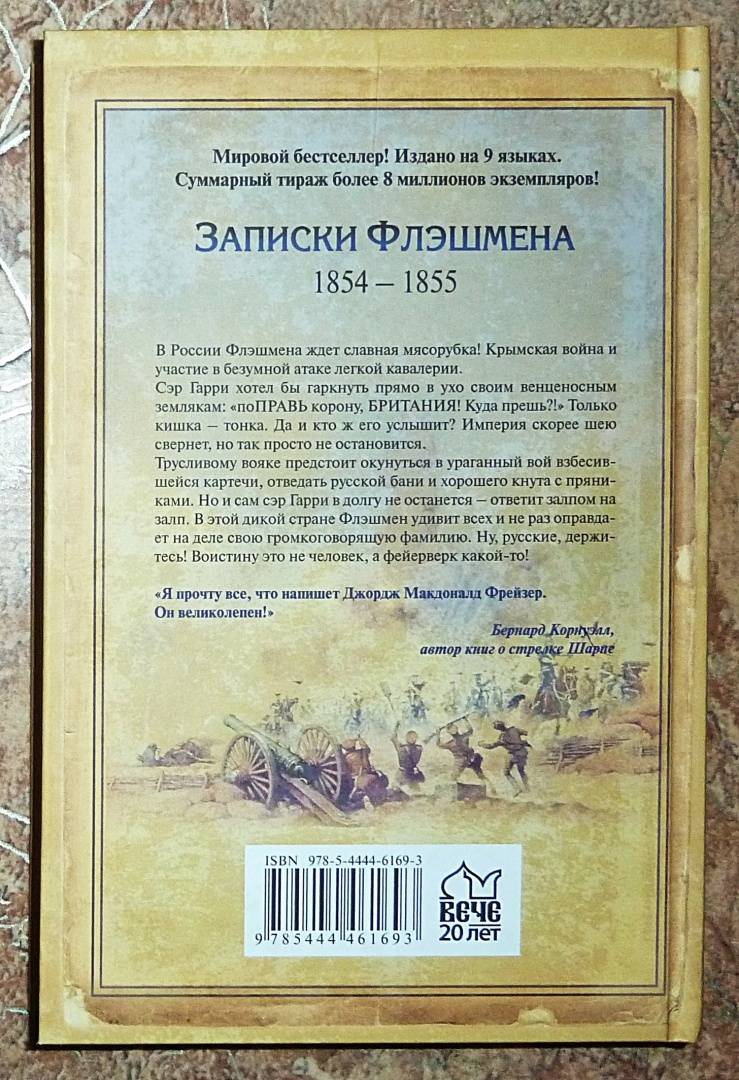 Мировой бестселлер! Издано на 9 языках.
Суммарный тираж более 8 миллионов экземпляров!
Записки Флэшмена
1854 – 1855
В России Флэшмена ждет славная мясорубка! Крымская война и
участие в безумной атаке легкой кавалерии.
Сэр Гарри хотел бы гаркнуть прямо в ухо своим венценосным
землякам: «поПРАВЬ корону, БРИТАНИЯ! Куда прешь?!» Только
кишка – тонка. Да и кто ж его услышит? Империя скорее шею
свернет, но так просто не остановится.
Трусливому вояке предстоит окунуться в ураганный вой взбесив-
шейся картечи, отведать русской бани и хорошего кнута с пряни-
ками. Но и сам сэр Гарри в долгу не останется – ответит залпом на
залп. В этой дикой стране Флэшмен удивит всех и не раз оправда-
ет на деле свою громкоговорящую фамилию. Ну, русские, держи-
тесь! Воистину это не человек, а фейерверк какой-то!
«Я прочту все, что напишет Джордж Макдоналд Фрейзер.
Он великолепен!»
Бернард Корнуэлл,
автор книг о стрелке Шарпе
ISBN 978-5-4444-6169-3
9 785444 461693
ВЕЧЕ
20 лет